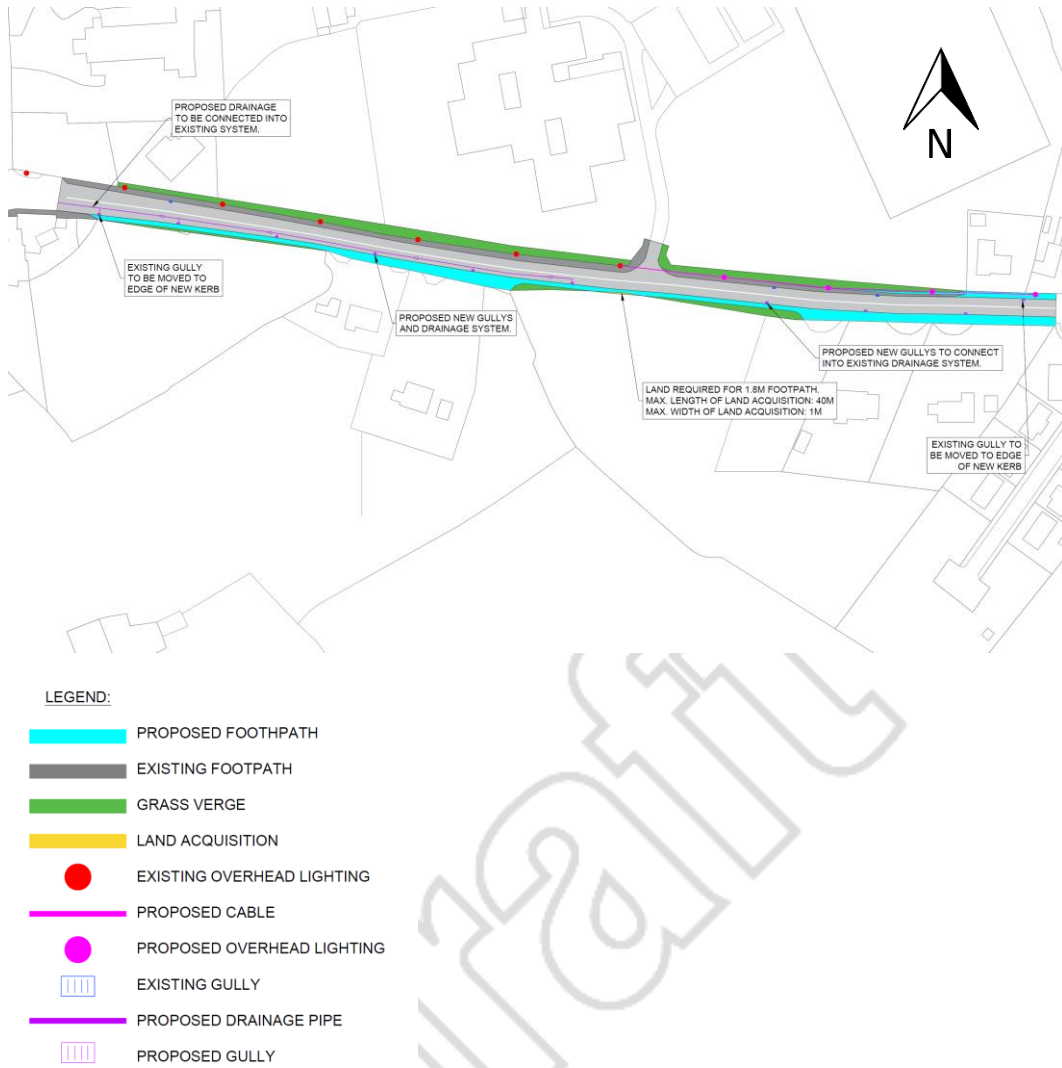 PROPOSED DRAINAGE
TO BE CONNECTED INTO
EXISTING SYSTEM.
N
EXISTING GULLY
TO BE MOVED TO
EDGE OF NEW KERB
PROPOSED NEW GULLYS
AND DRAINAGE SYSTEM.
PROPOSED NEW GULLYS TO CONNECT
INTO EXISTING DRAINAGE SYSTEM.
LAND REQUIRED FOR 1.8M FOOTPATH.
MAX. LENGTH OF LAND ACQUISITION: 40M
MAX. WIDTH OF LAND ACQUISITION: 1M
EXISTING GULLY TO
BE MOVED TO EDGE
OF NEW KERB
LEGEND:
PROPOSED FOOTHPATH
EXISTING FOOTPATH
GRASS VERGE
LAND ACQUISITION
EXISTING OVERHEAD LIGHTING
PROPOSED CABLE
PROPOSED OVERHEAD LIGHTING
EXISTING GULLY
PROPOSED DRAINAGE PIPE
PROPOSED GULLY
raft